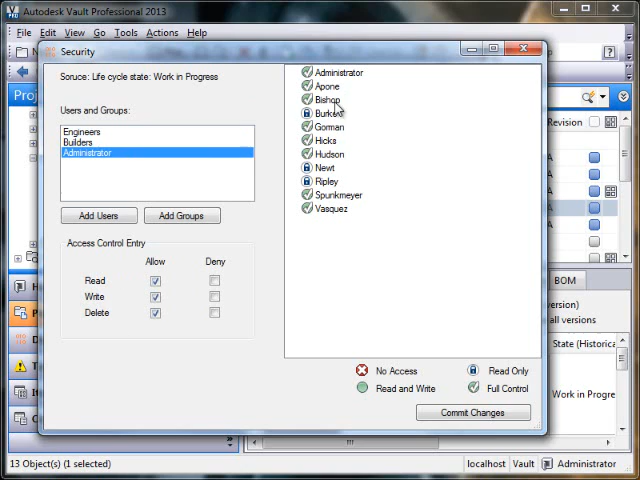 Autodesk Vault Professional 2013
File Edit View Go Tools Actions Help
Security
Soruce: Life cycle state: Work in Progress
Users and Groups:
Engineers
Builders
Administrator
Add Users
Add Groups
Access Control Entry
Allow
Deny
Read
Write
Delete
Administrator
Apone
Bishop
Burke
Gorman
Hicks
Hudson
Newt
Ripley
Spunkmeyer
Vasquez
No Access
Read Only
Read and Write
Full Control
Commit Changes
Revision
A
A
A
A
A
BOM
version)
all versions
State (Historica
Work in Progre
13 Object(s) (1 selected)
localhost
Vault
Administrator